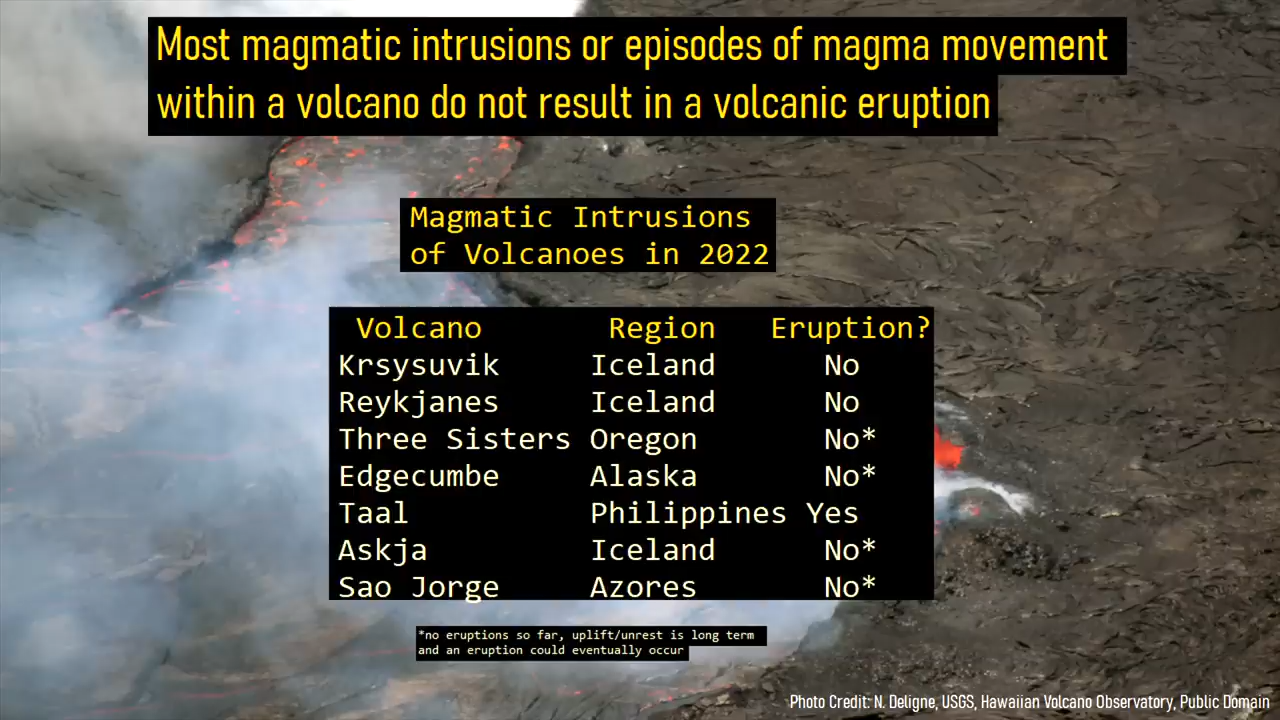 Most magmatic intrusions or episodes of magma movement
within a volcano do not result in a volcanic eruption
Magmatic Intrusions
of Volcanoes in 2022
Volcano Region Eruption?
Krsysuvik Iceland No
Reykjanes Iceland No
Three Sisters Oregon No*
Edgecumbe Alaska No*
Taal Philippines Yes
Askja Iceland No*
Sao Jorge Azores No*
*no eruptions so far, uplift/unrest is long term
and an eruption could eventually occur
Photo Credit: N. Deligne, USGS, Hawaiian Volcano Observatory, Public Domain